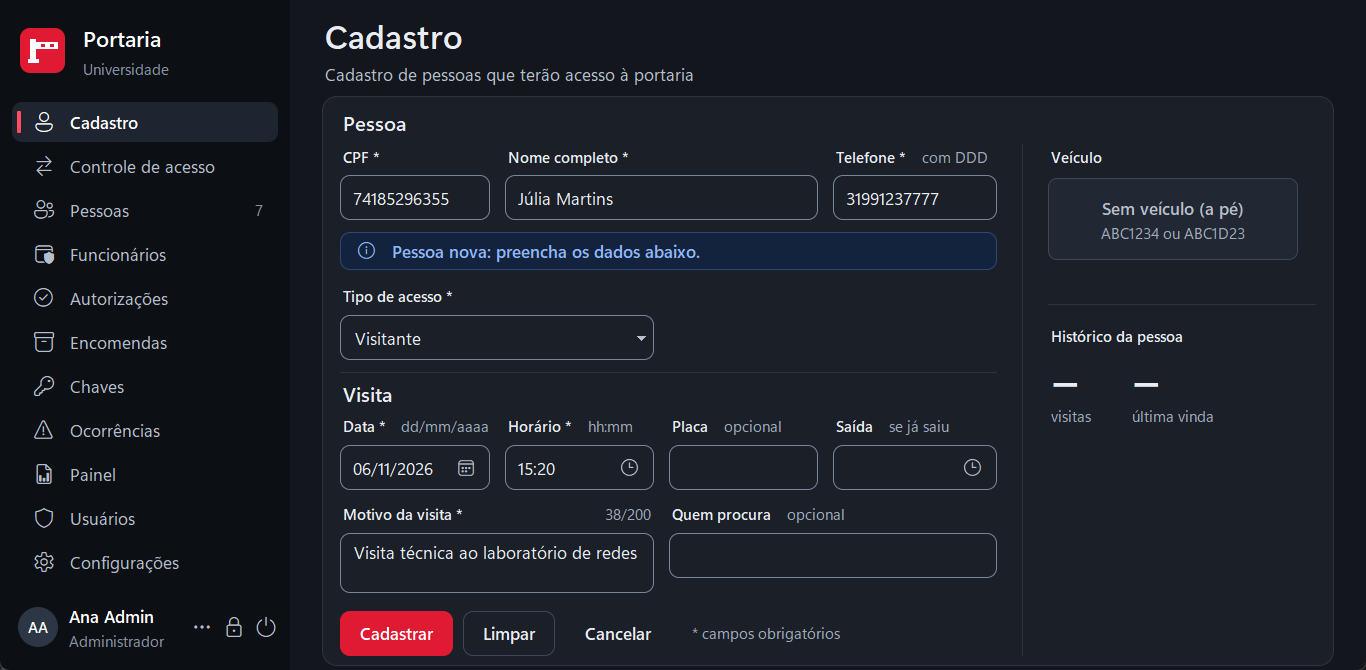 Portaria
Universidade
Cadastro
Controle de acesso
Pessoas 7
Funcionários
Autorizações
Encomendas
Chaves
Ocorrências
Painel
Usuários
Configurações
AA
Ana Admin
Administrador
Cadastro
Cadastro de pessoas que terão acesso à portaria
Pessoa
CPF * Nome completo * Telefone * com DDD
74185296355 Júlia Martins 31991237777
Pessoa nova: preencha os dados abaixo.
Tipo de acesso *
Visitante
Visita
Data * dd/mm/aaaa Horário * hh:mm Placa opcional Saída se já saiu
06/11/2026 15:20
Motivo da visita * 38/200 Quem procura opcional
Visita técnica ao laboratório de redes
Cadastrar Limpar Cancelar * campos obrigatórios
Veículo
Sem veículo (a pé)
ABC1234 ou ABC1D23
Histórico da pessoa
— —
visitas última vinda